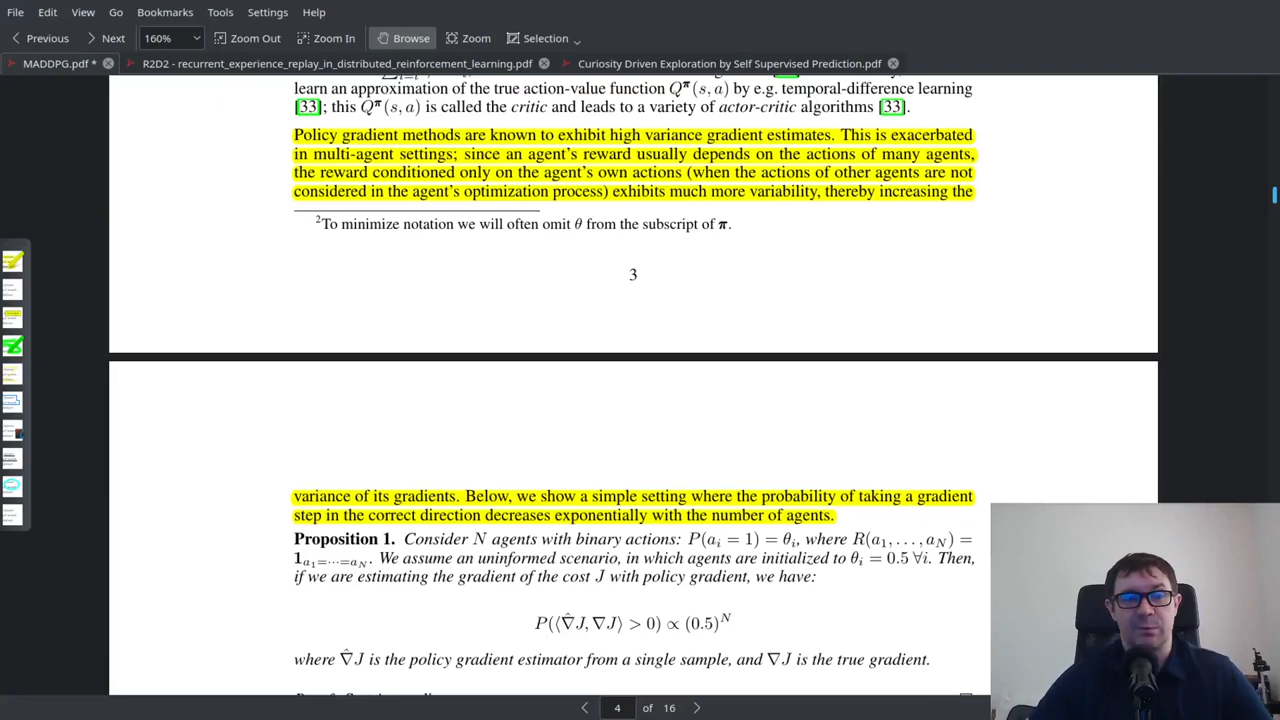 File Edit View Go Bookmarks Tools Settings Help
Previous Next 160% Zoom Out Zoom In Browse Zoom Selection
MADDPG.pdf * R2D2 - recurrent_experience_replay_in_distributed_reinforcement_learning.pdf Curiosity Driven Exploration by Self Supervised Prediction.pdf
learn an approximation of the true action-value function Q^π(s, a) by e.g. temporal-difference learning
[33]; this Q^π(s, a) is called the critic and leads to a variety of actor-critic algorithms [33].
Policy gradient methods are known to exhibit high variance gradient estimates. This is exacerbated
in multi-agent settings; since an agent's reward usually depends on the actions of many agents,
the reward conditioned only on the agent's own actions (when the actions of other agents are not
considered in the agent's optimization process) exhibits much more variability, thereby increasing the
²To minimize notation we will often omit θ from the subscript of π.
3
variance of its gradients. Below, we show a simple setting where the probability of taking a gradient
step in the correct direction decreases exponentially with the number of agents.
Proposition 1. Consider N agents with binary actions: P(a_i = 1) = θ_i, where R(a_1, . . . , a_N) =
1_{a_1=···=a_N}. We assume an uninformed scenario, in which agents are initialized to θ_i = 0.5 ∀i. Then,
if we are estimating the gradient of the cost J with policy gradient, we have:
P(⟨∇̂J, ∇J⟩ > 0) ∝ (0.5)^N
where ∇̂J is the policy gradient estimator from a single sample, and ∇J is the true gradient.
4 of 16